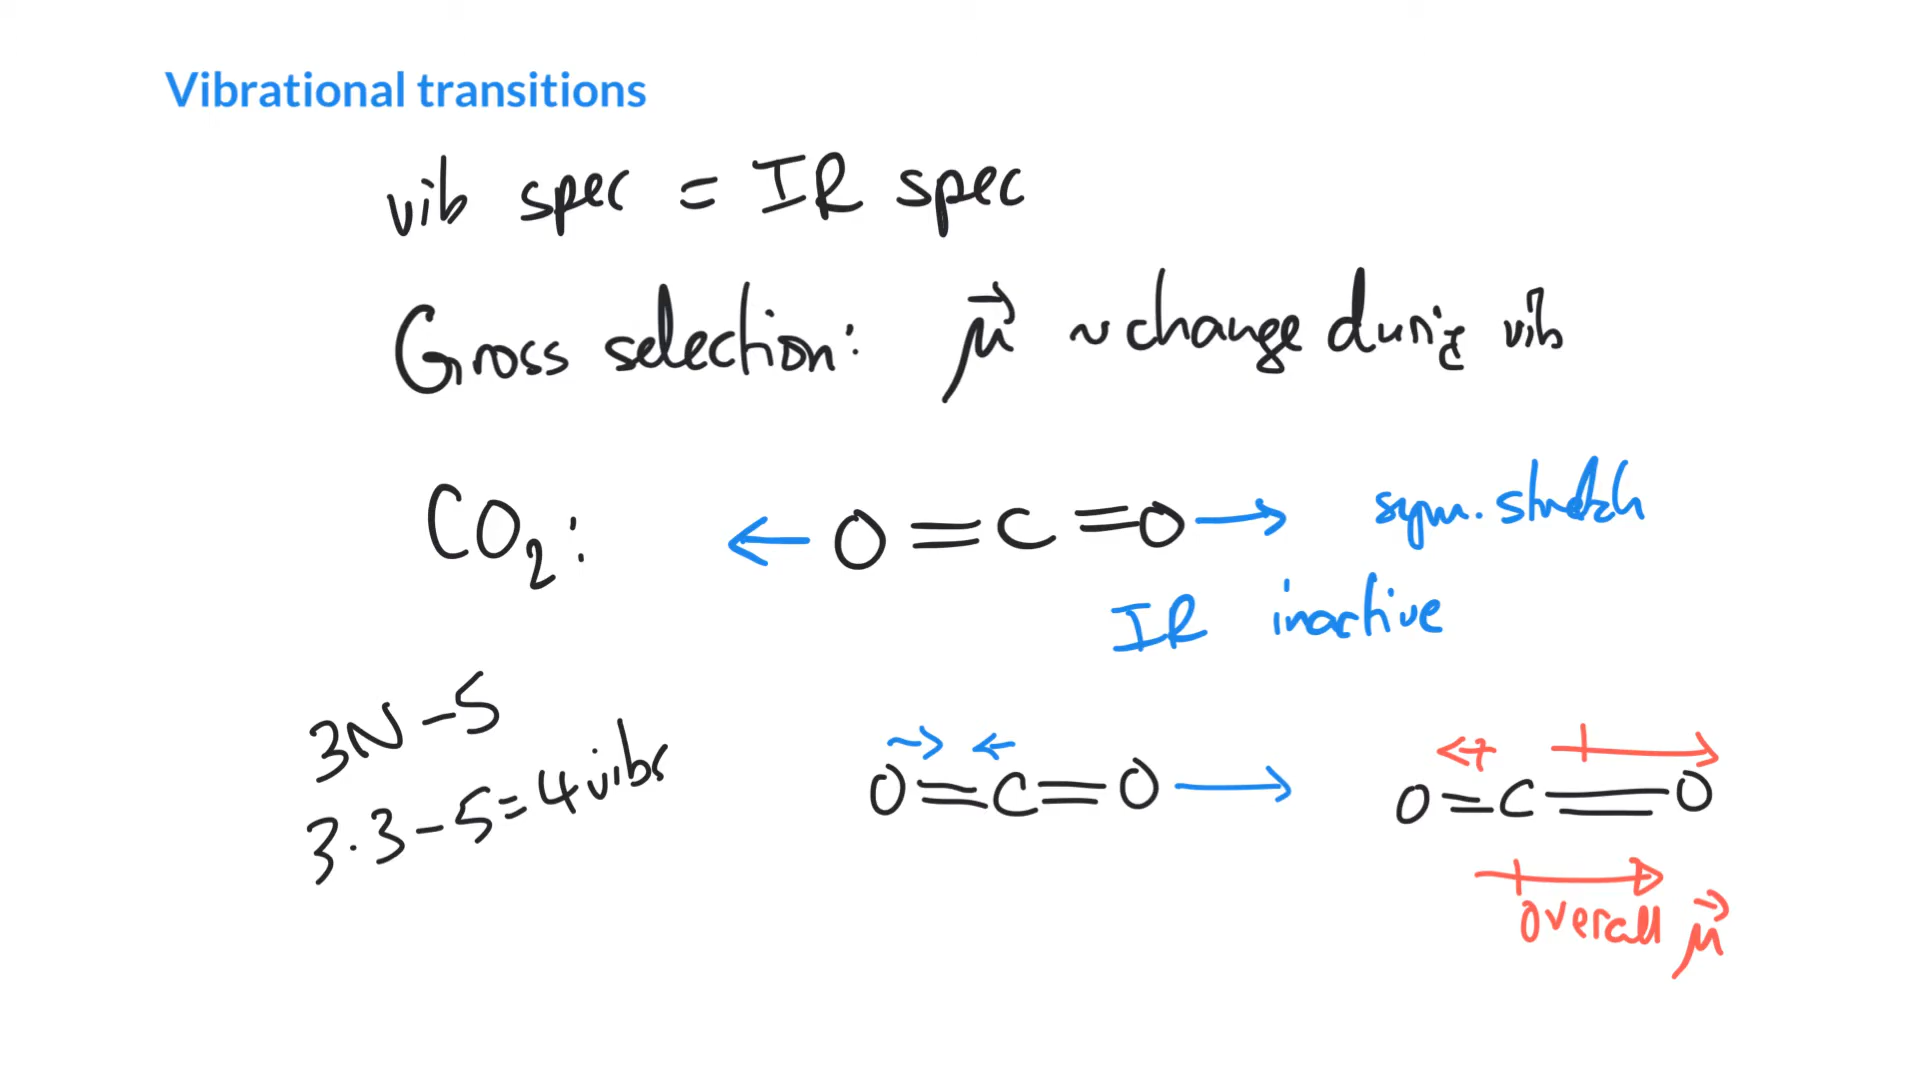 Vibrational transitions
vib spec = IR spec
Gross selection: μ⃗ ~ change during vib
CO₂: ← O = C = O → sym. stretch
IR inactive
3N - 5
3·3 - 5 = 4 vibs
→ ←
O = C = O → O = C = O
overall μ⃗